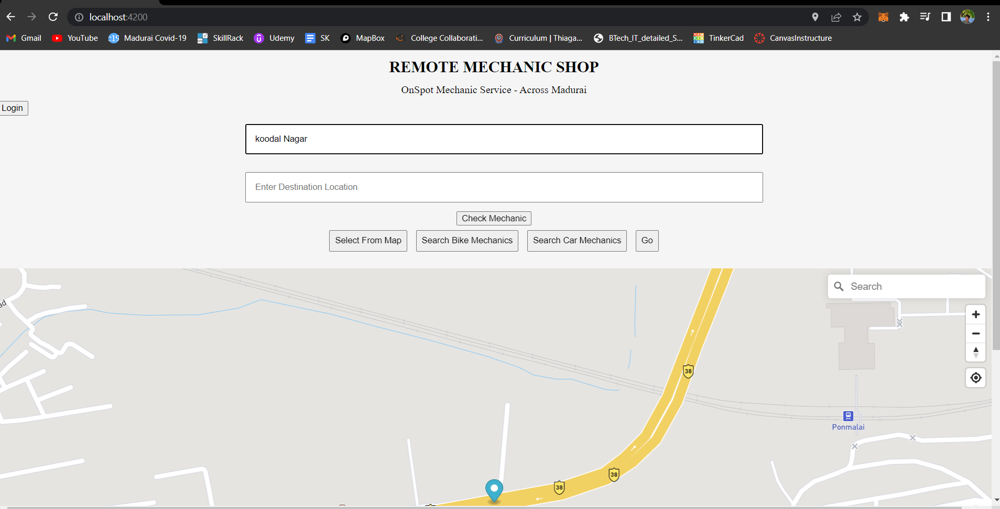 localhost:4200
Gmail YouTube Madurai Covid-19 SkillRack Udemy SK MapBox College Collaborati... Curriculum | Thiaga... BTech_IT_detailed_S... TinkerCad CanvasInstructure
REMOTE MECHANIC SHOP
OnSpot Mechanic Service - Across Madurai
Login
koodal Nagar
Enter Destination Location
Check Mechanic
Select From Map Search Bike Mechanics Search Car Mechanics Go
Search
ad
38
Ponmalai
38
38